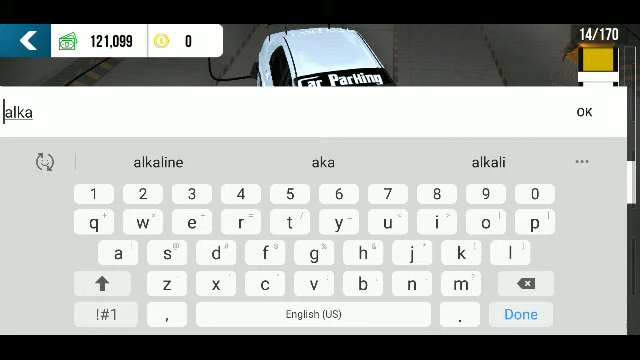 121,099
0
14/170
Car Parking
alka
OK
alkaline aka alkali
1 2 3 4 5 6 7 8 9 0
q w e r t y u i o p
a s d f g h j k l
z x c v b n m
!#1 , English (US) . Done